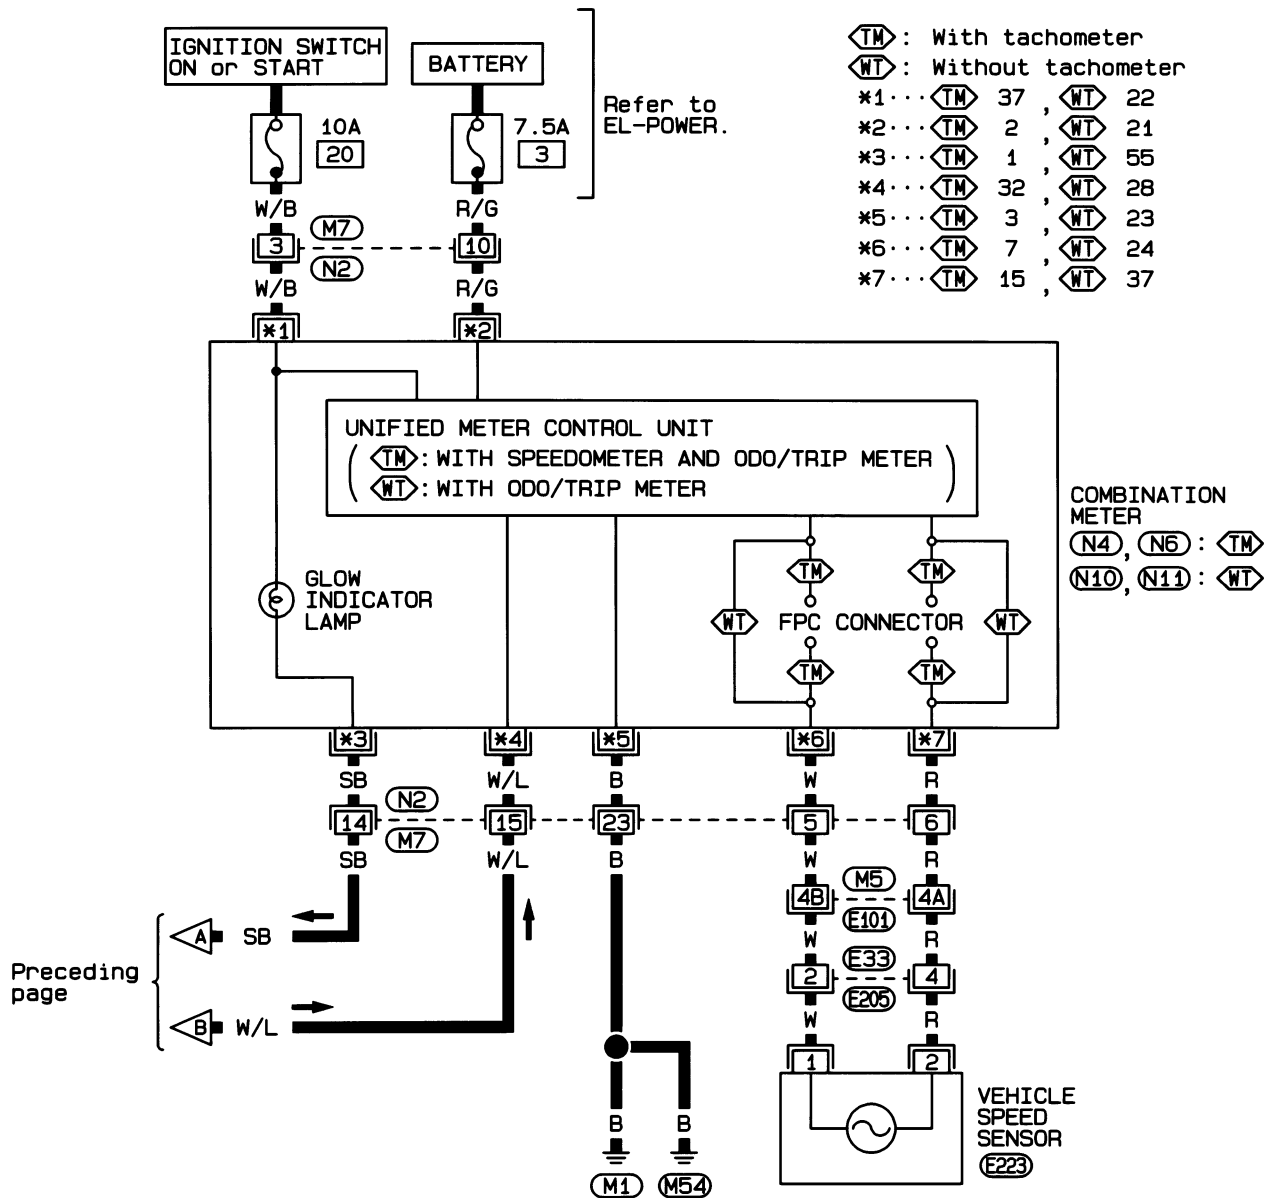 IGNITION SWITCH
ON or START
BATTERY
Refer to
EL-POWER.
10A
20
7.5A
3
W/B
R/G
3
M7
N2
10
W/B
R/G
*1
*2
TM : With tachometer
WT : Without tachometer
*1 ··· TM 37 , WT 22
*2 ··· TM 2 , WT 21
*3 ··· TM 1 , WT 55
*4 ··· TM 32 , WT 28
*5 ··· TM 3 , WT 23
*6 ··· TM 7 , WT 24
*7 ··· TM 15 , WT 37
UNIFIED METER CONTROL UNIT
( TM : WITH SPEEDOMETER AND ODO/TRIP METER
WT : WITH ODO/TRIP METER )
COMBINATION
METER
N4 , N6 : TM
N10 , N11 : WT
GLOW
INDICATOR
LAMP
TM TM
WT FPC CONNECTOR WT
TM TM
*3 *4 *5 *6 *7
SB W/L B W R
14 N2 M7 15 23 5 6
SB W/L B W R
4B M5 E101 4A
W R
2 E33 E205 4
W R
1 2
Preceding
page
A SB
B W/L
B B
M1 M54
VEHICLE
SPEED
SENSOR
E223